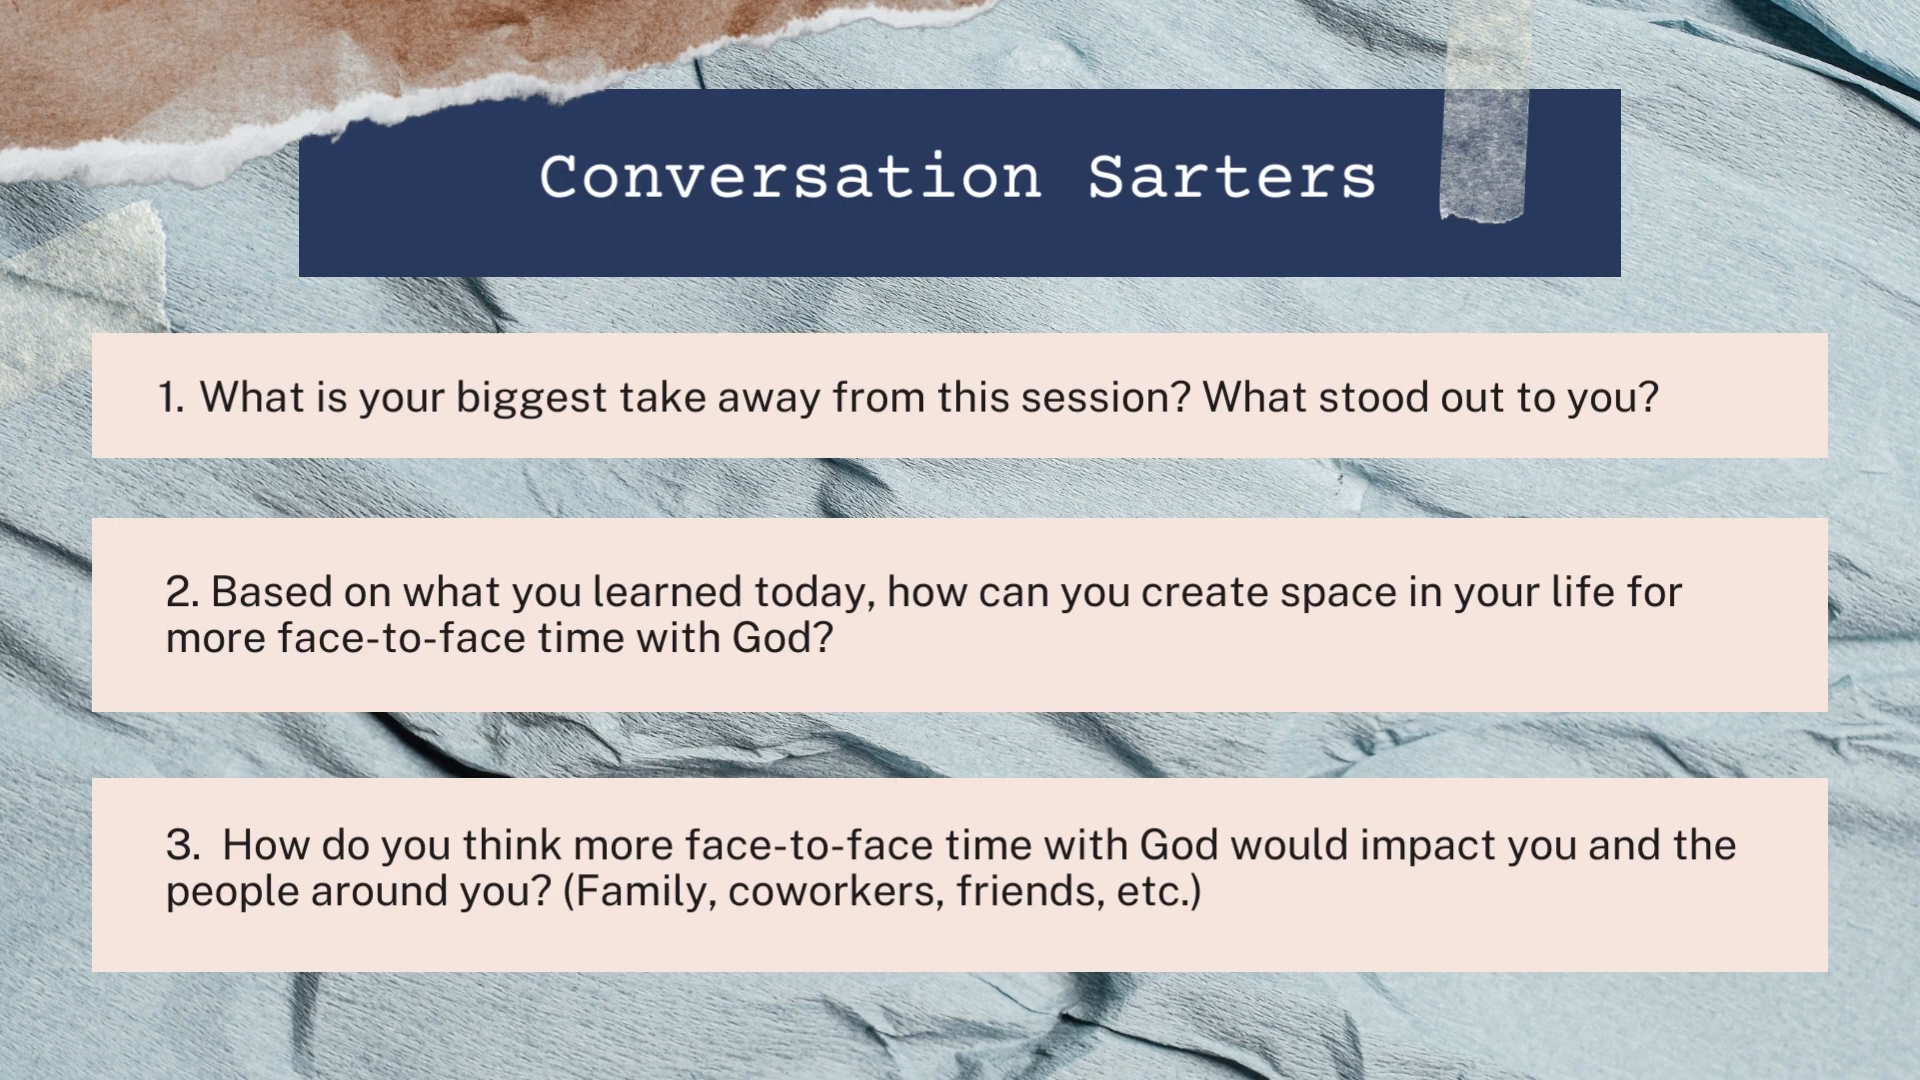 Conversation Sarters
1. What is your biggest take away from this session? What stood out to you?
2. Based on what you learned today, how can you create space in your life for
more face-to-face time with God?
3. How do you think more face-to-face time with God would impact you and the
people around you? (Family, coworkers, friends, etc.)